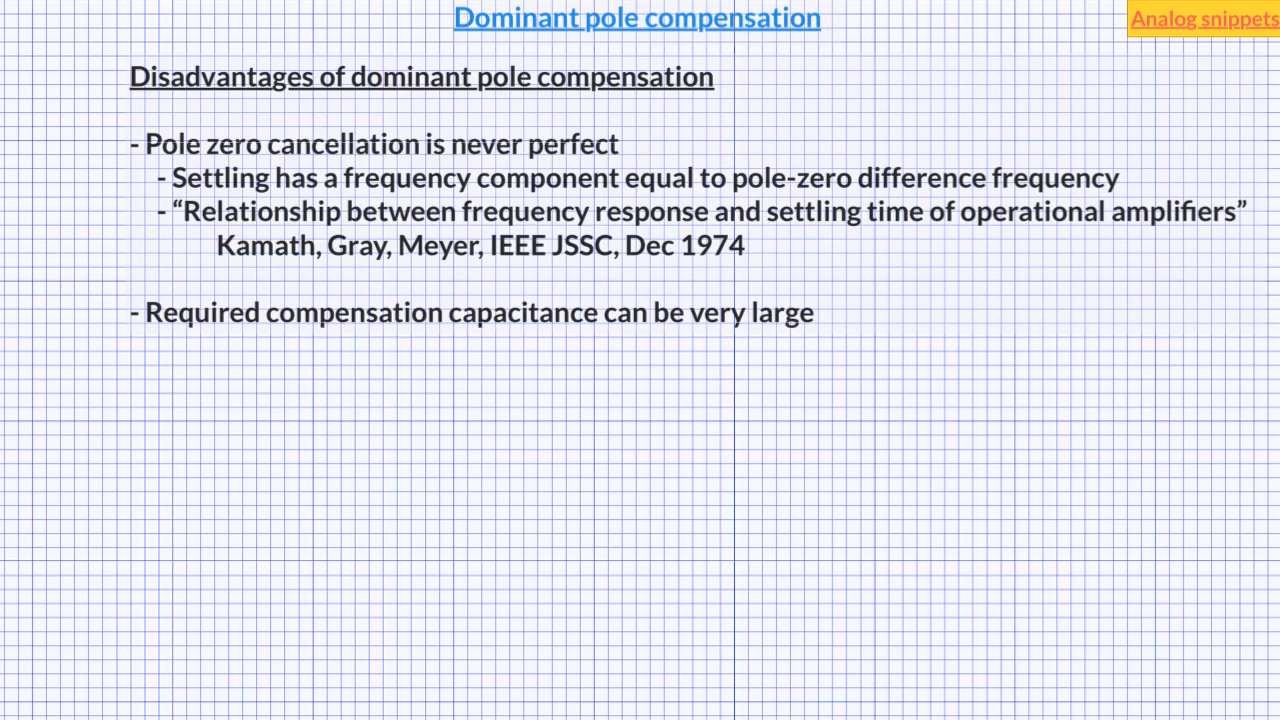 Dominant pole compensation
Analog snippets
Disadvantages of dominant pole compensation
- Pole zero cancellation is never perfect
- Settling has a frequency component equal to pole-zero difference frequency
- “Relationship between frequency response and settling time of operational amplifiers”
Kamath, Gray, Meyer, IEEE JSSC, Dec 1974
- Required compensation capacitance can be very large